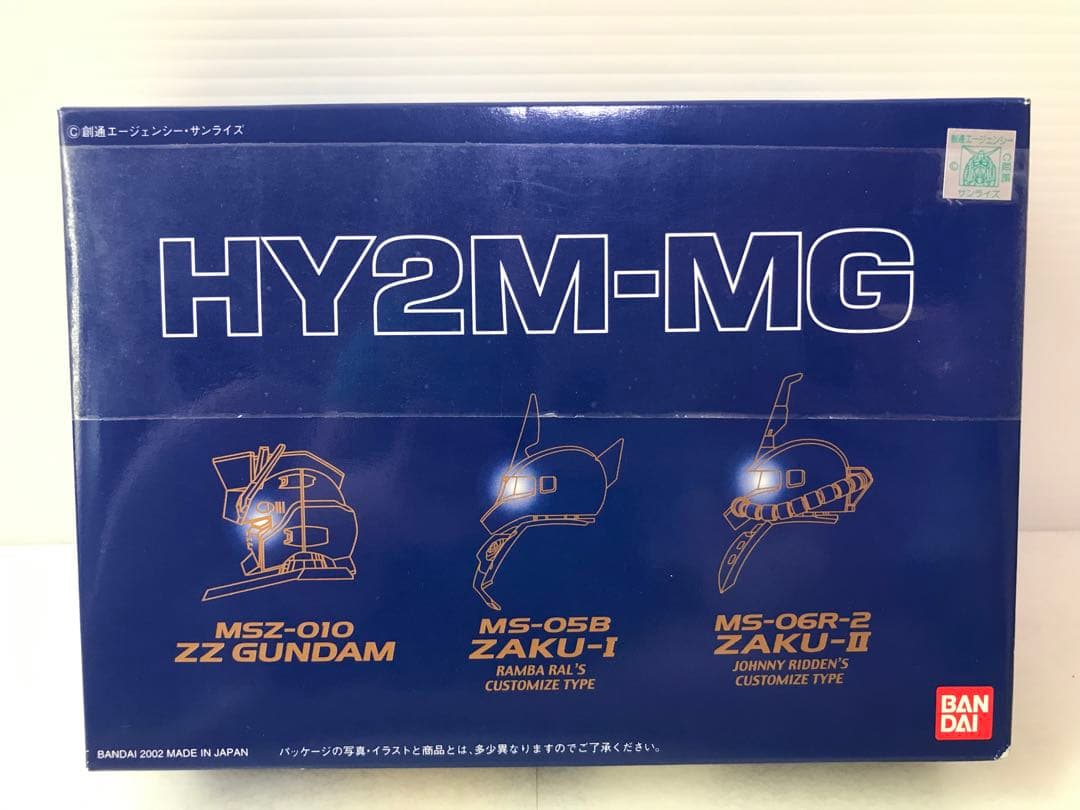 ©創通エージェンシー・サンライズ
創通エージェンシー
©
サンライズ
HY2M-MG
MSZ-010
ZZ GUNDAM
MS-05B
ZAKU-I
RAMBA RAL'S
CUSTOMIZE TYPE
MS-06R-2
ZAKU-II
JOHNNY RIDDEN'S
CUSTOMIZE TYPE
BAN
DAI
BANDAI 2002 MADE IN JAPAN
パッケージの写真・イラストと商品とは、多少異なりますのでご了承ください。